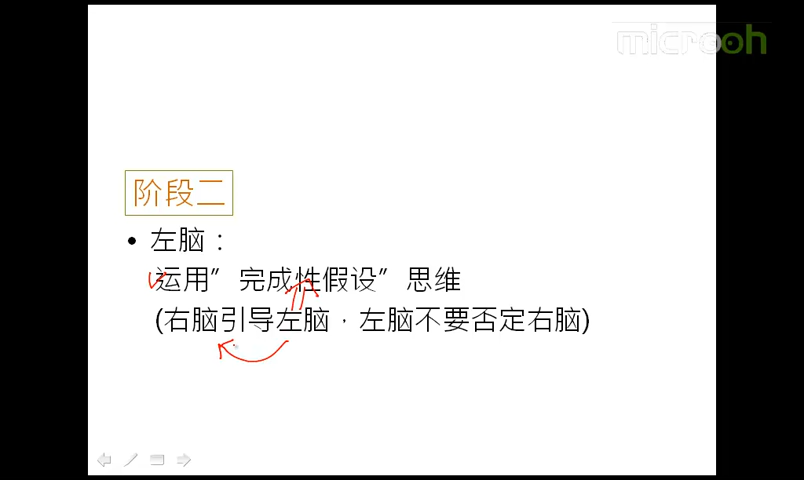 microoh
阶段二
• 左脑：
运用”完成性假设”思维
(右脑引导左脑，左脑不要否定右脑)